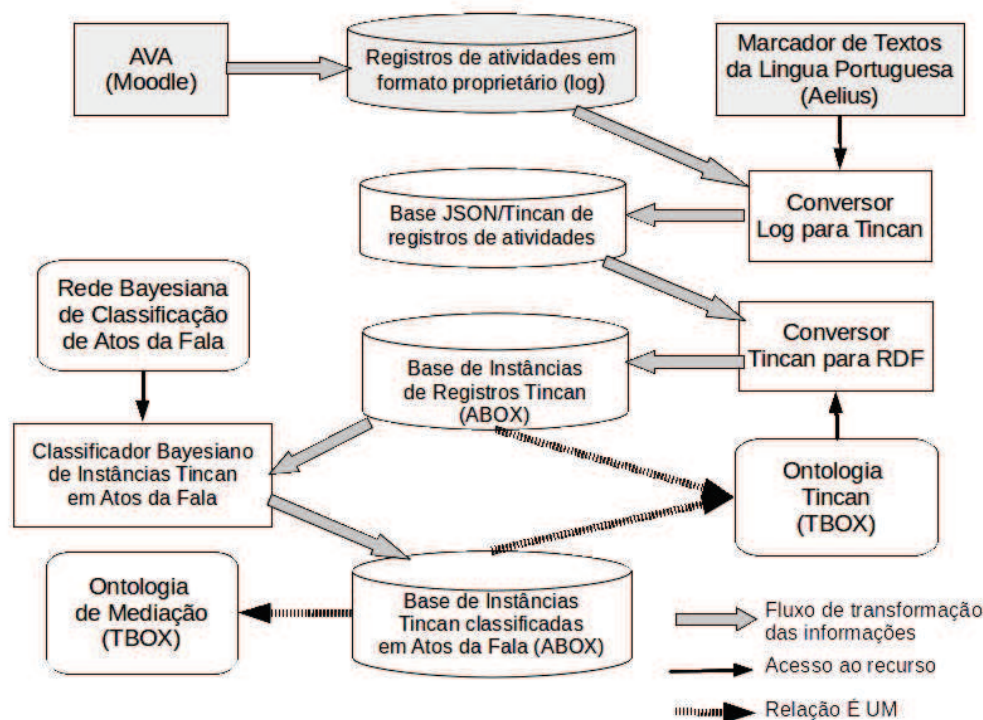 AVA
(Moodle)
Registros de atividades em
formato proprietário (log)
Marcador de Textos
da Lingua Portuguesa
(Aelius)
Conversor
Log para Tincan
Base JSON/Tincan de
registros de atividades
Rede Bayesiana
de Classificação
de Atos da Fala
Conversor
Tincan para RDF
Base de Instâncias
de Registros Tincan
(ABOX)
Classificador Bayesiano
de Instâncias Tincan
em Atos da Fala
Ontologia
Tincan
(TBOX)
Ontologia
de Mediação
(TBOX)
Base de Instâncias
Tincan classificadas
em Atos da Fala (ABOX)
Fluxo de transformação
das informações
Acesso ao recurso
Relação É UM